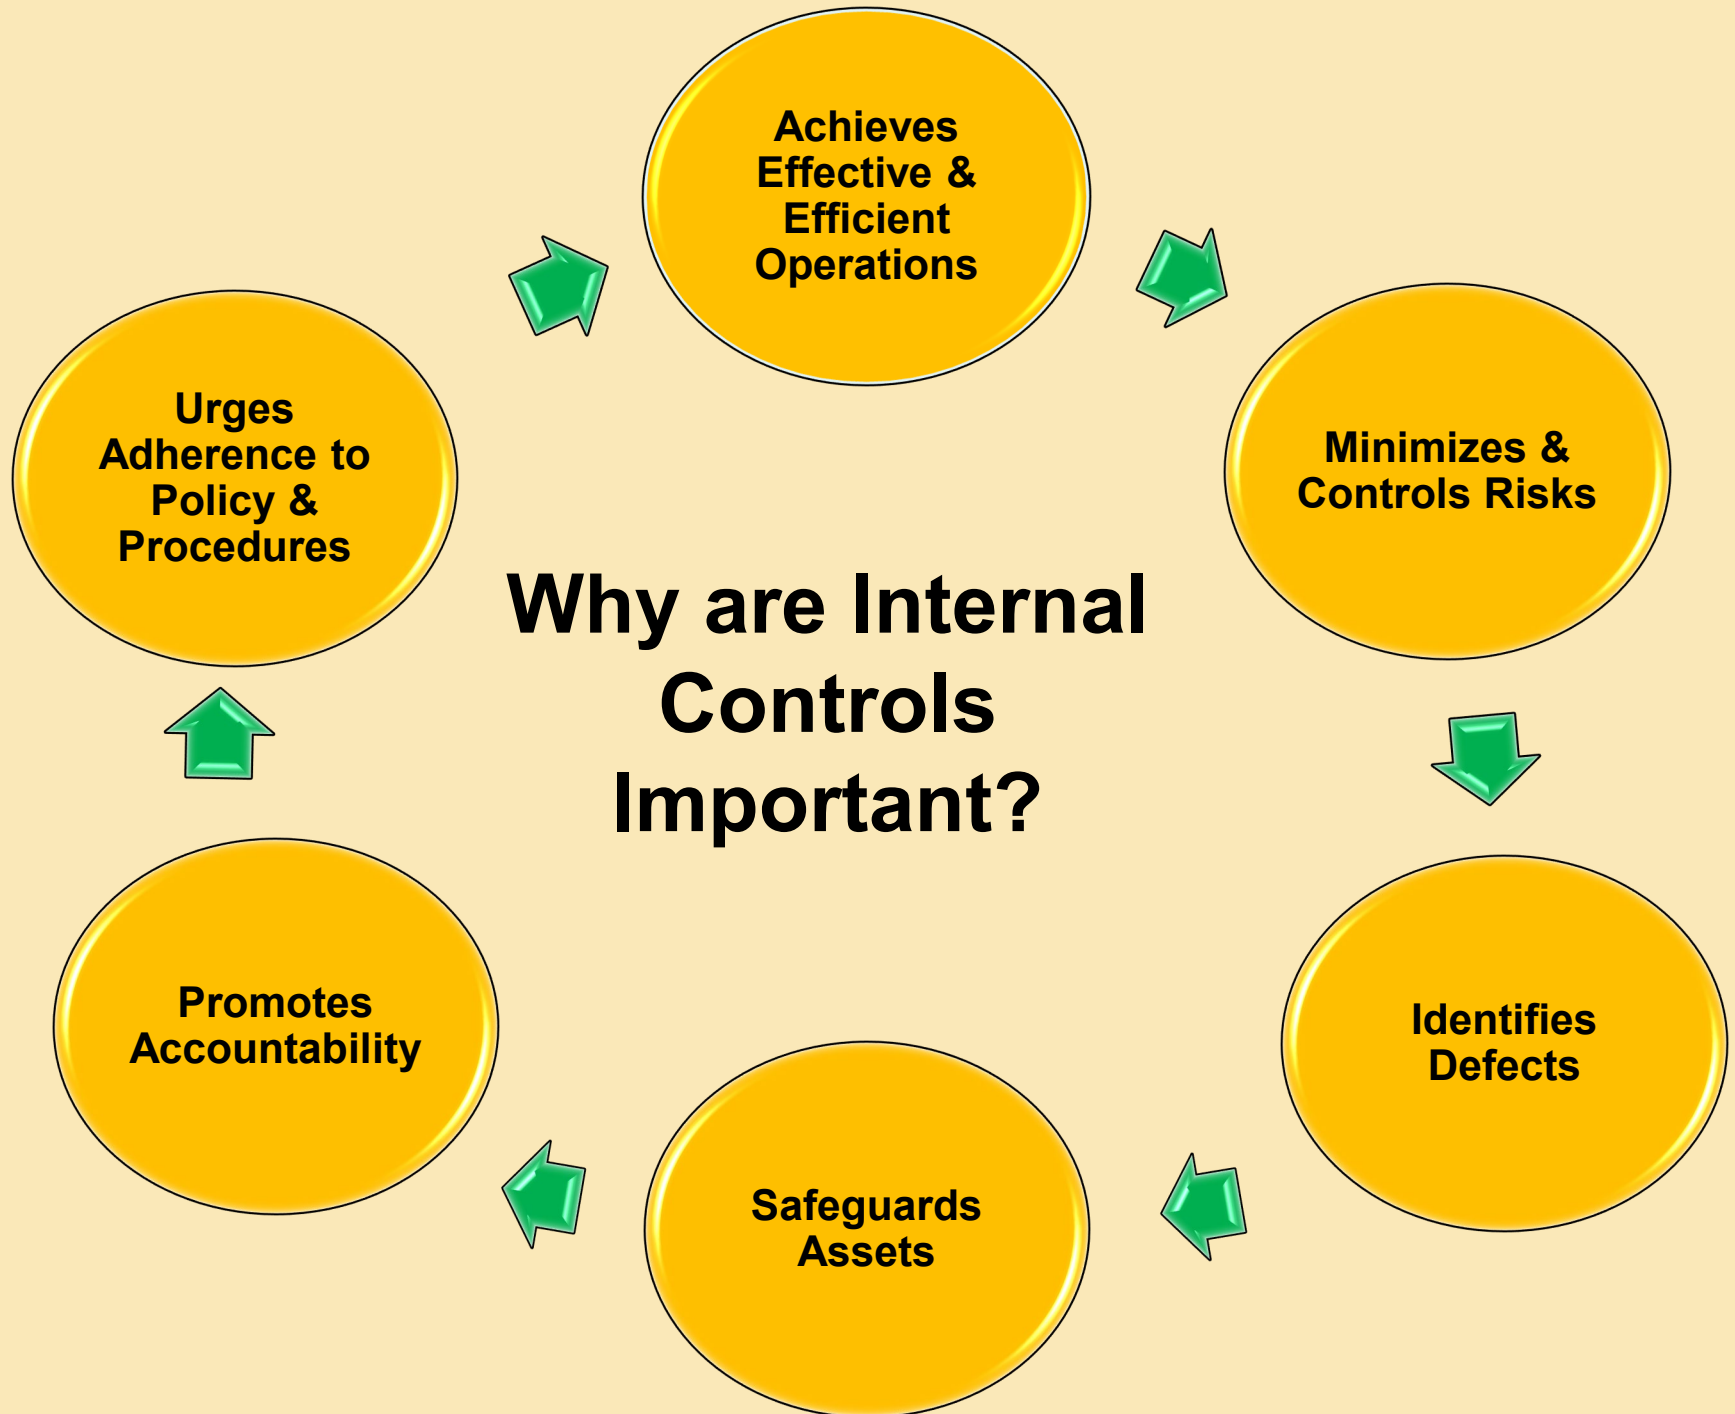 Achieves
Effective &
Efficient
Operations
Minimizes &
Controls Risks
Identifies
Defects
Safeguards
Assets
Promotes
Accountability
Urges
Adherence to
Policy &
Procedures
Why are Internal
Controls
Important?